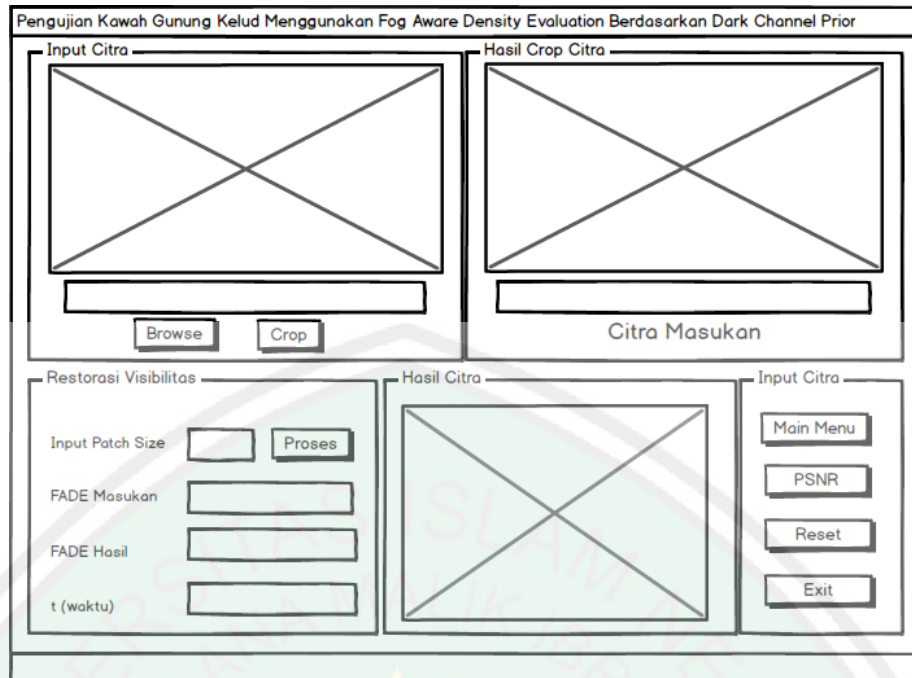 Pengujian Kawah Gunung Kelud Menggunakan Fog Aware Density Evaluation Berdasarkan Dark Channel Prior
Input Citra
Browse
Crop
Hasil Crop Citra
Citra Masukan
Restorasi Visibilitas
Input Patch Size
Proses
FADE Masukan
FADE Hasil
t (waktu)
Hasil Citra
Input Citra
Main Menu
PSNR
Reset
Exit